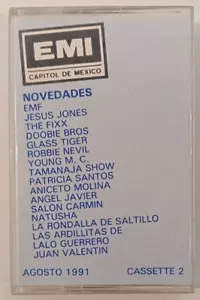 EMI
CAPITOL DE MEXICO
NOVEDADES
EMF
JESUS JONES
THE FIXX
DOOBIE BROS
GLASS TIGER
ROBBIE NEVIL
YOUNG M. C.
TAMANAJA SHOW
PATRICIA SANTOS
ANICETO MOLINA
ANGEL JAVIER
SALON CARMIN
NATUSHA
LA RONDALLA DE SALTILLO
LAS ARDILLITAS DE
LALO GUERRERO
JUAN VALENTIN
AGOSTO 1991 CASSETTE 2